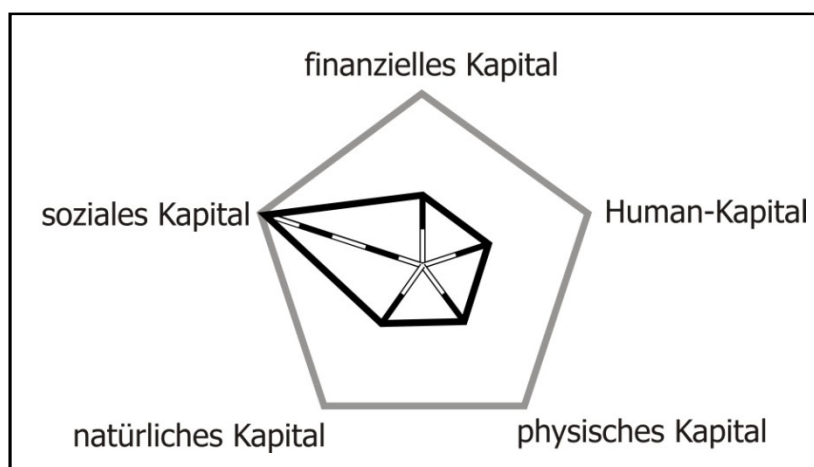 finanzielles Kapital
soziales Kapital
Human-Kapital
natürliches Kapital
physisches Kapital